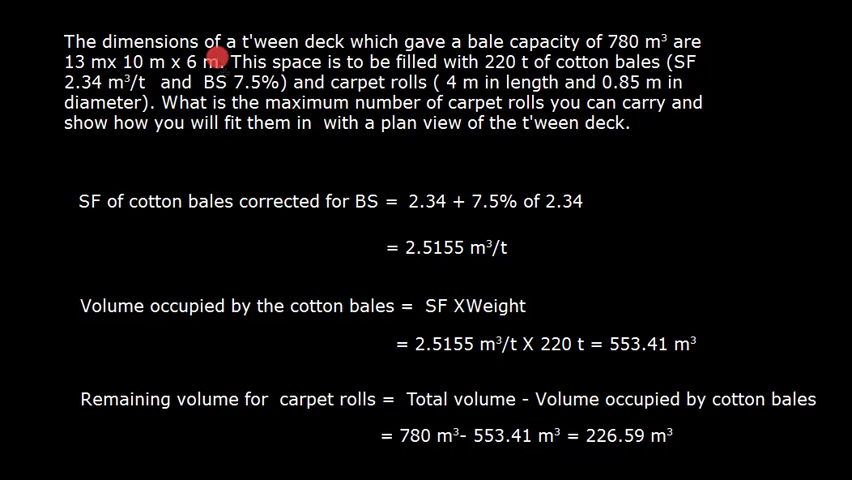 The dimensions of a t'ween deck which gave a bale capacity of 780 m³ are
13 mx 10 m x 6 m. This space is to be filled with 220 t of cotton bales (SF
2.34 m³/t and BS 7.5%) and carpet rolls ( 4 m in length and 0.85 m in
diameter). What is the maximum number of carpet rolls you can carry and
show how you will fit them in with a plan view of the t'ween deck.
SF of cotton bales corrected for BS = 2.34 + 7.5% of 2.34
= 2.5155 m³/t
Volume occupied by the cotton bales = SF XWeight
= 2.5155 m³/t X 220 t = 553.41 m³
Remaining volume for carpet rolls = Total volume - Volume occupied by cotton bales
= 780 m³- 553.41 m³ = 226.59 m³